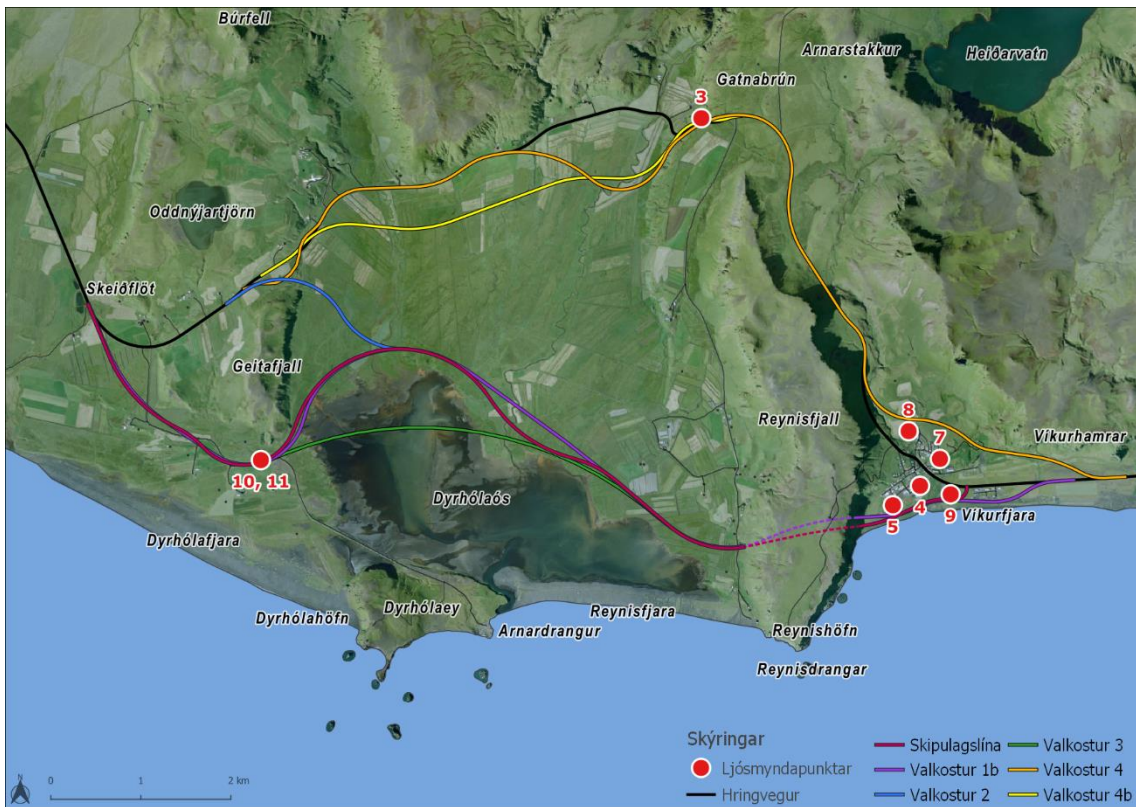 Búrfell
Arnarstakkur
Heiðarvatn
Gatnabrún
3
Oddnýjartjörn
Skeiðflöt
Geitafjall
Reynisfjall
8
7
Víkurhamrar
10, 11
Dyrhólaós
4
9
5
Víkurfjara
Dyrhólafjara
Dyrhólahöfn
Dyrhólaey
Arnardrangur
Reynisfjara
Reynishöfn
Reynisdrangar
Skýringar
Ljósmyndapunktar
Hringvegur
Skipulagslína
Valkostur 1b
Valkostur 2
Valkostur 3
Valkostur 4
Valkostur 4b
N
0 1 2 km